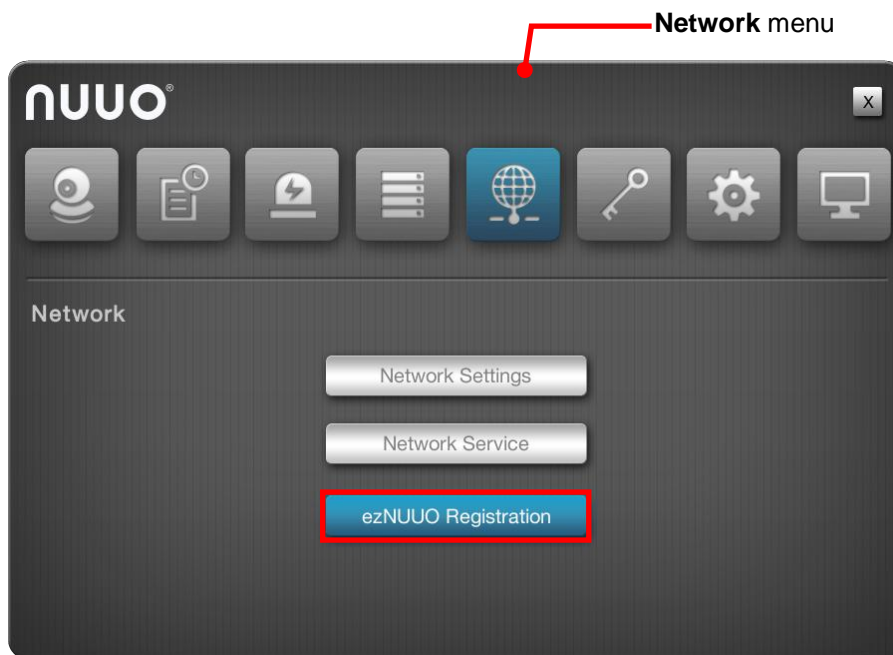 Network menu
NUUO®
X
Network
Network Settings
Network Service
ezNUUO Registration